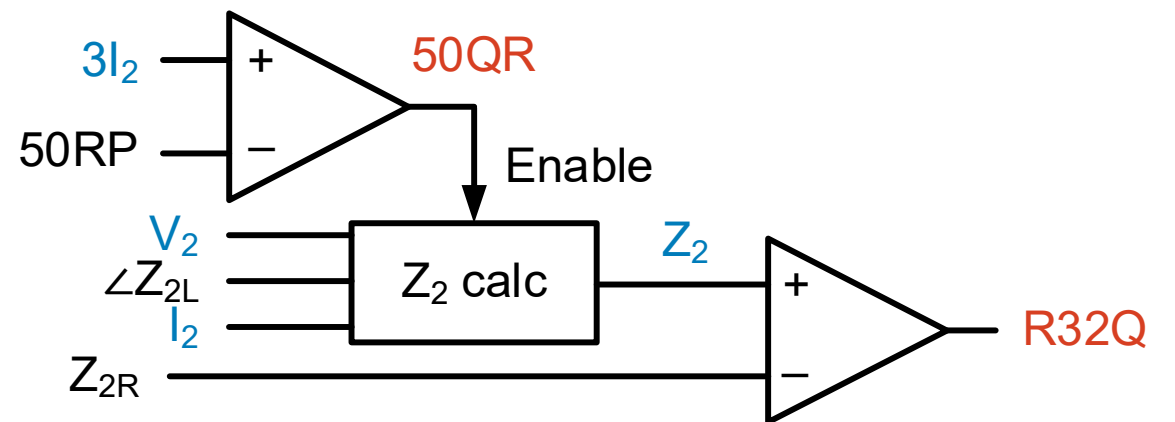 3I₂
+
50QR
50RP
−
Enable
V₂
∠Z₂L
I₂
Z₂ calc
Z₂
+
R32Q
Z₂R
−